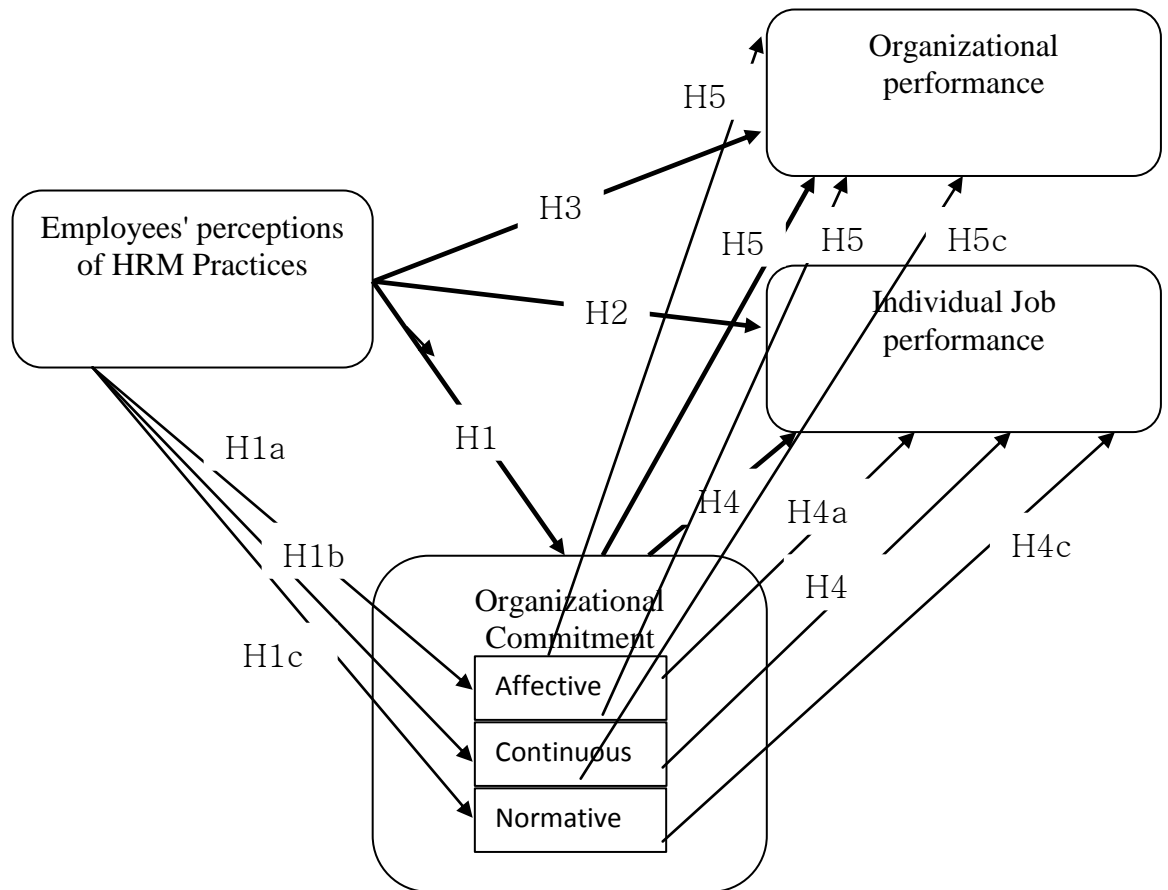 Organizational
performance
H5
H3
Employees' perceptions
of HRM Practices
H5
H5
H5c
H2
Individual Job
performance
H1
H1a
H4
H4a
H4c
H1b
H4
Organizational
Commitment
H1c
Affective
Continuous
Normative